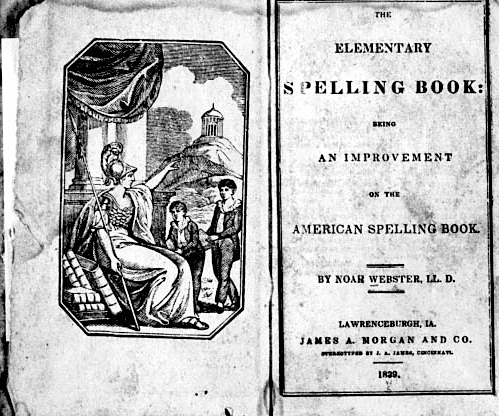 THE
ELEMENTARY
SPELLING BOOK:
BEING
AN IMPROVEMENT
ON THE
AMERICAN SPELLING BOOK.
BY NOAH WEBSTER, LL. D.
LAWRENCEBURGH, IA.
JAMES A. MORGAN AND CO.
STEREOTYPED BY J. A. JAMES, CINCINNATI.
1839.